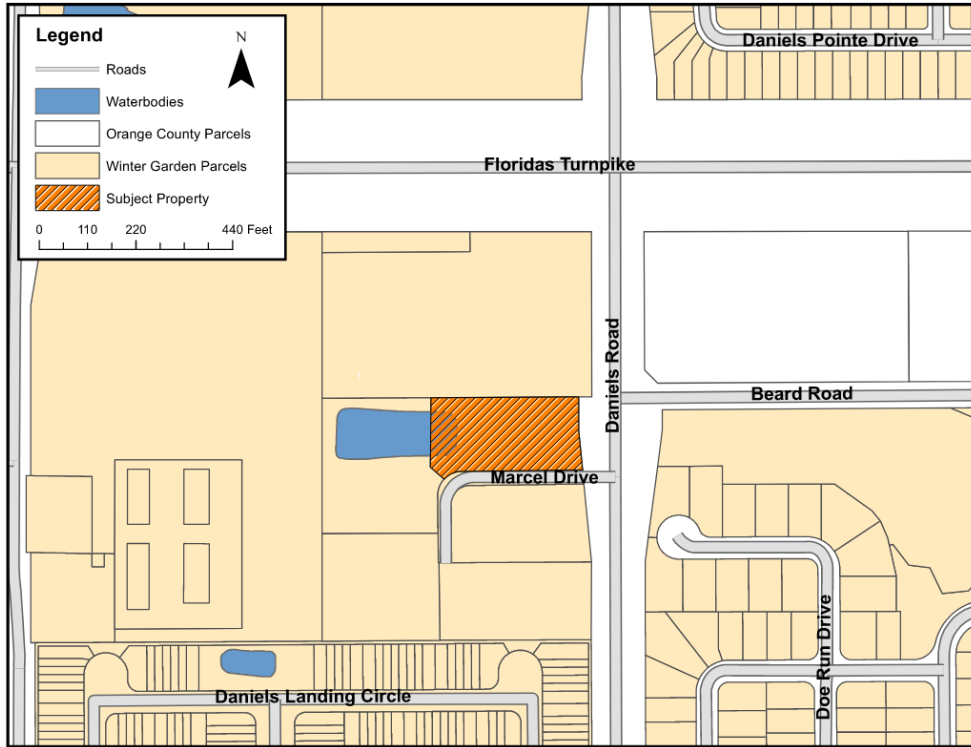 Legend
N
Roads
Waterbodies
Orange County Parcels
Winter Garden Parcels
Subject Property
0 110 220 440 Feet
Daniels Pointe Drive
Floridas Turnpike
Daniels Road
Beard Road
Marcel Drive
Doe Run Drive
Daniels Landing Circle